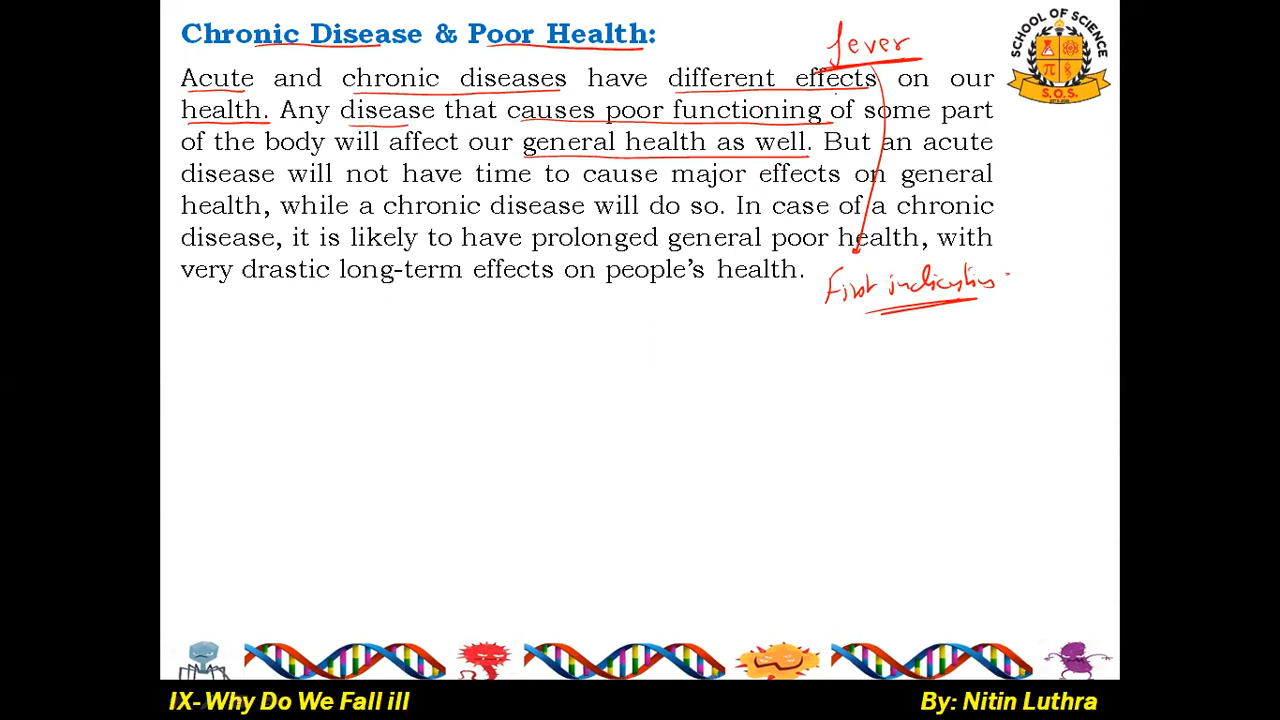 Chronic Disease & Poor Health:
fever
SCHOOL OF SCIENCE
π
S.O.S.
Acute and chronic diseases have different effects on our
health. Any disease that causes poor functioning of some part
of the body will affect our general health as well. But an acute
disease will not have time to cause major effects on general
health, while a chronic disease will do so. In case of a chronic
disease, it is likely to have prolonged general poor health, with
very drastic long-term effects on people's health.
First indication
IX-Why Do We Fall ill
By: Nitin Luthra